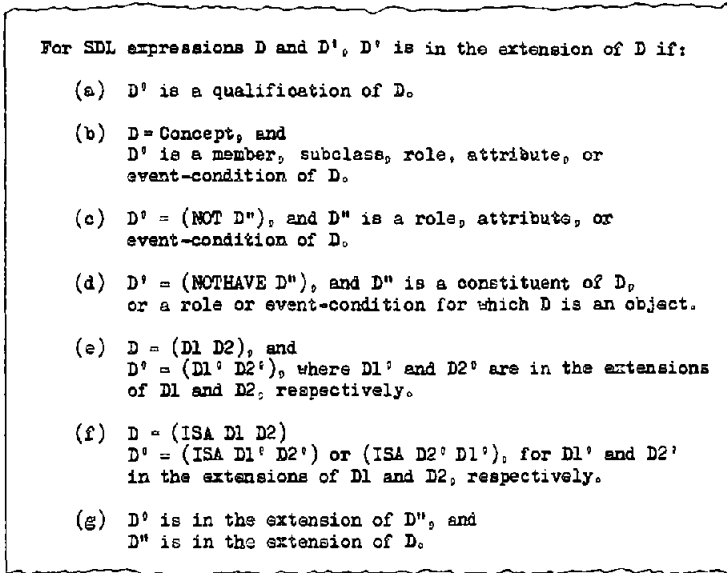 For SDL expressions D and D', D' is in the extension of D if:
(a) D' is a qualification of D.
(b) D = Concept, and
D' is a member, subclass, role, attribute, or
event-condition of D.
(c) D' = (NOT D"), and D" is a role, attribute, or
event-condition of D.
(d) D' = (NOTHAVE D"), and D" is a constituent of D,
or a role or event-condition for which D is an object.
(e) D = (D1 D2), and
D' = (D1' D2'), where D1' and D2' are in the extensions
of D1 and D2, respectively.
(f) D = (ISA D1 D2)
D' = (ISA D1' D2') or (ISA D2' D1'), for D1' and D2'
in the extensions of D1 and D2, respectively.
(g) D' is in the extension of D", and
D" is in the extension of D.